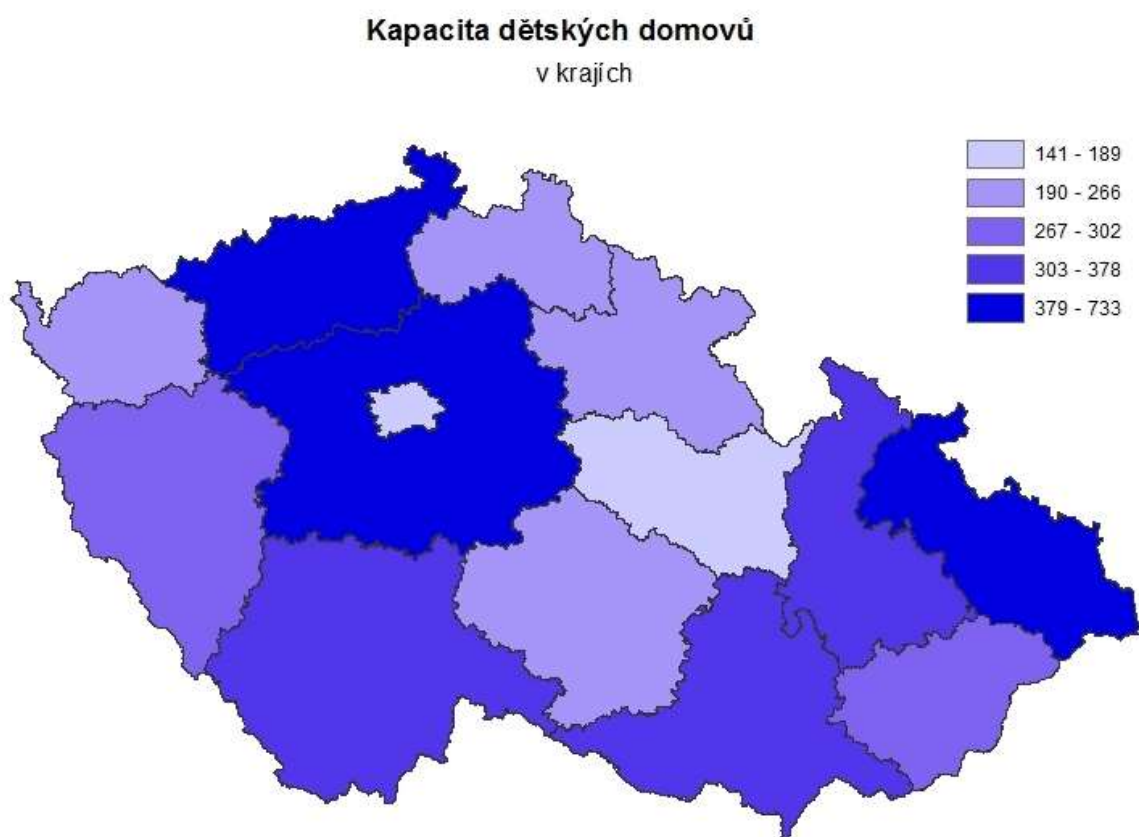 Kapacita dětských domovů
v krajích
141 - 189
190 - 266
267 - 302
303 - 378
379 - 733